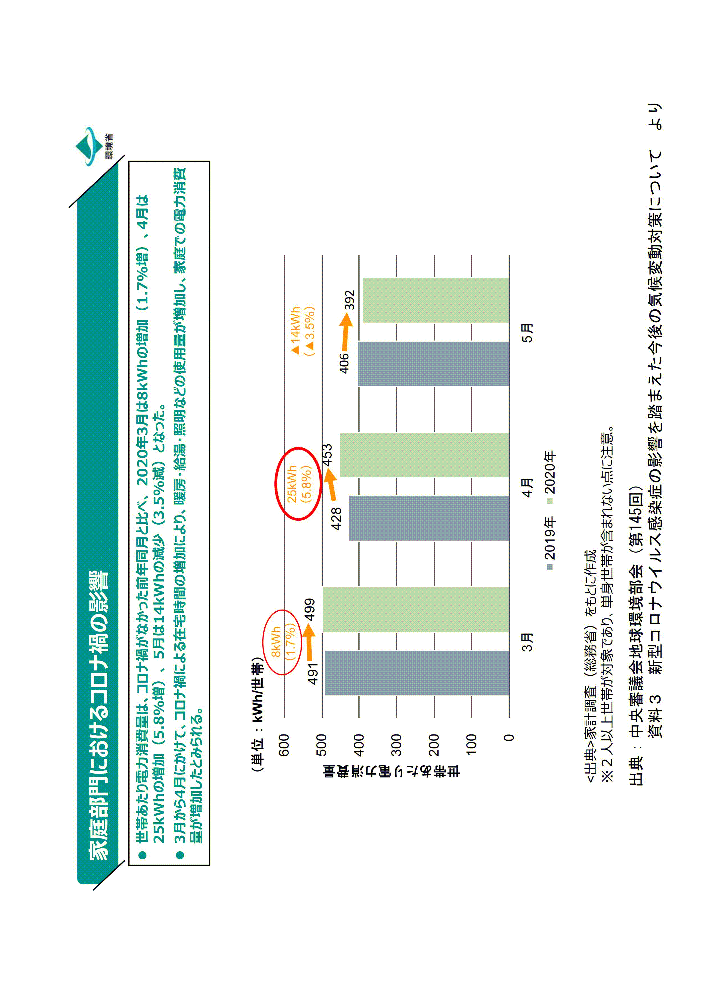 家庭部門におけるコロナ禍の影響
環境省
● 世帯あたり電力消費量は、コロナ禍がなかった前年同月と比べ、2020年3月は8kWhの増加（1.7%増）、4月は
25kWhの増加（5.8%増）、5月は14kWhの減少（3.5%減）となった。
● 3月から4月にかけて、コロナ禍による在宅時間の増加により、暖房・給湯・照明などの使用量が増加し、家庭での電力消費
量が増加したとみられる。
（単位：kWh/世帯）
世帯あたり電力消費量
600
500
400
300
200
100
0
8kWh
（1.7%）
491
499
25kWh
（5.8%）
428
453
▲14kWh
（▲3.5%）
406
392
3月
4月
5月
2019年
2020年
<出典>家計調査（総務省）をもとに作成
※２人以上世帯が対象であり、単身世帯が含まれない点に注意。
出典：中央審議会地球環境部会（第145回）
資料３　新型コロナウイルス感染症の影響を踏まえた今後の気候変動対策について　より